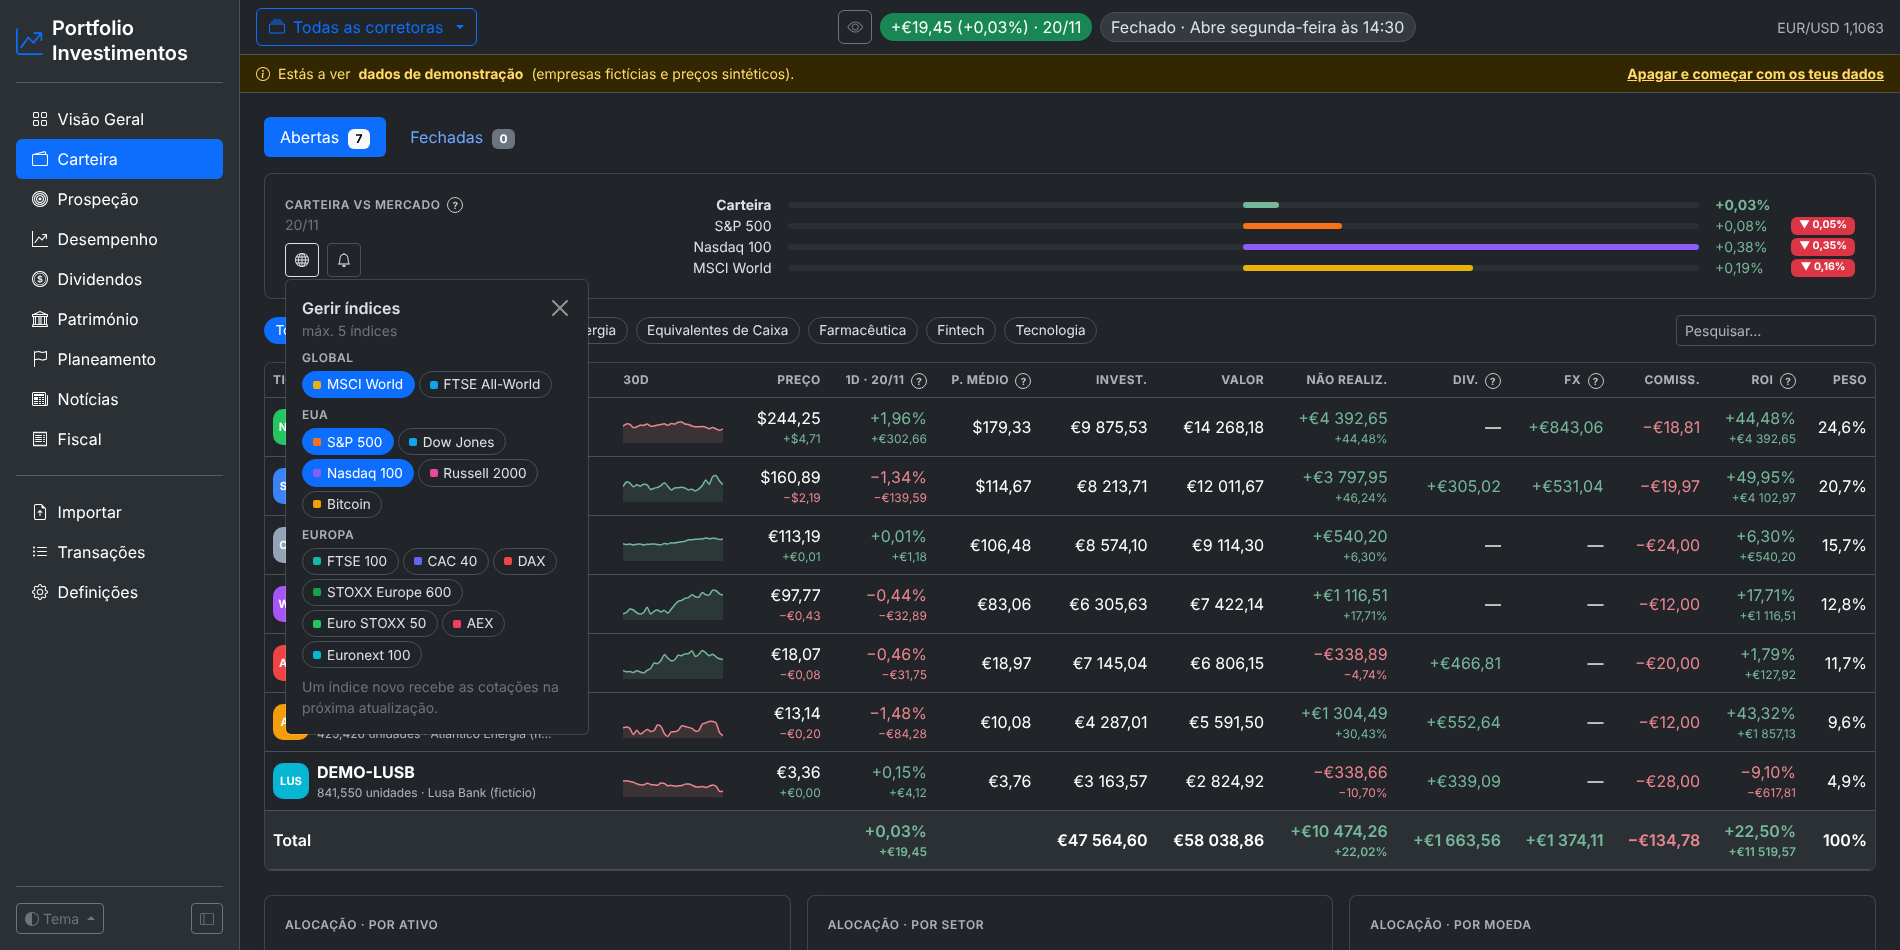 Portfolio
Investimentos
Visão Geral
Carteira
Prospeção
Desempenho
Dividendos
Património
Planeamento
Notícias
Fiscal
Importar
Transações
Definições
Tema
Todas as corretoras
+€19,45 (+0,03%) · 20/11
Fechado · Abre segunda-feira às 14:30
EUR/USD 1,1063
Estás a ver dados de demonstração (empresas fictícias e preços sintéticos).
Apagar e começar com os teus dados
Abertas 7
Fechadas 0
CARTEIRA VS MERCADO ?
20/11
Carteira +0,03%
S&P 500 +0,08% ▼ 0,05%
Nasdaq 100 +0,38% ▼ 0,35%
MSCI World +0,19% ▼ 0,16%
Gerir índices
máx. 5 índices
GLOBAL
MSCI World FTSE All-World
EUA
S&P 500 Dow Jones
Nasdaq 100 Russell 2000
Bitcoin
EUROPA
FTSE 100 CAC 40 DAX
STOXX Europe 600
Euro STOXX 50 AEX
Euronext 100
Um índice novo recebe as cotações na
próxima atualização.
Equivalentes de Caixa Farmacêutica Fintech Tecnologia
Pesquisar...
30D PREÇO 1D · 20/11 ? P. MÉDIO ? INVEST. VALOR NÃO REALIZ. DIV. ? FX ? COMISS. ROI ? PESO
$244,25 +1,96% $179,33 €9 875,53 €14 268,18 +€4 392,65 — +€843,06 −€18,81 +44,48% 24,6%
+$4,71 +€302,66 +44,48% +€4 392,65
$160,89 −1,34% $114,67 €8 213,71 €12 011,67 +€3 797,95 +€305,02 +€531,04 −€19,97 +49,95% 20,7%
−$2,19 −€139,59 +46,24% +€4 102,97
€113,19 +0,01% €106,48 €8 574,10 €9 114,30 +€540,20 — — −€24,00 +6,30% 15,7%
+€0,01 +€1,18 +6,30% +€540,20
€97,77 −0,44% €83,06 €6 305,63 €7 422,14 +€1 116,51 — — −€12,00 +17,71% 12,8%
−€0,43 −€32,89 +17,71% +€1 116,51
€18,07 −0,46% €18,97 €7 145,04 €6 806,15 −€338,89 +€466,81 — −€20,00 +1,79% 11,7%
−€0,08 −€31,75 −4,74% +€127,92
€13,14 −1,48% €10,08 €4 287,01 €5 591,50 +€1 304,49 +€552,64 — −€12,00 +43,32% 9,6%
−€0,20 −€84,28 +30,43% +€1 857,13
LUS DEMO-LUSB €3,36 +0,15% €3,76 €3 163,57 €2 824,92 −€338,66 +€339,09 — −€28,00 −9,10% 4,9%
841,550 unidades · Lusa Bank (fictício) +€0,00 +€4,12 −10,70% −€617,81
Total +0,03% €47 564,60 €58 038,86 +€10 474,26 +€1 663,56 +€1 374,11 −€134,78 +22,50% 100%
+€19,45 +22,02% +€11 519,57
ALOCAÇÃO · POR ATIVO
ALOCAÇÃO · POR SETOR
ALOCAÇÃO · POR MOEDA